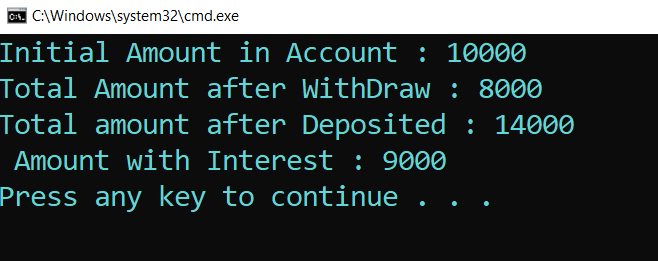 C:\Windows\system32\cmd.exe
Initial Amount in Account : 10000
Total Amount after WithDraw : 8000
Total amount after Deposited : 14000
 Amount with Interest : 9000
Press any key to continue . . .